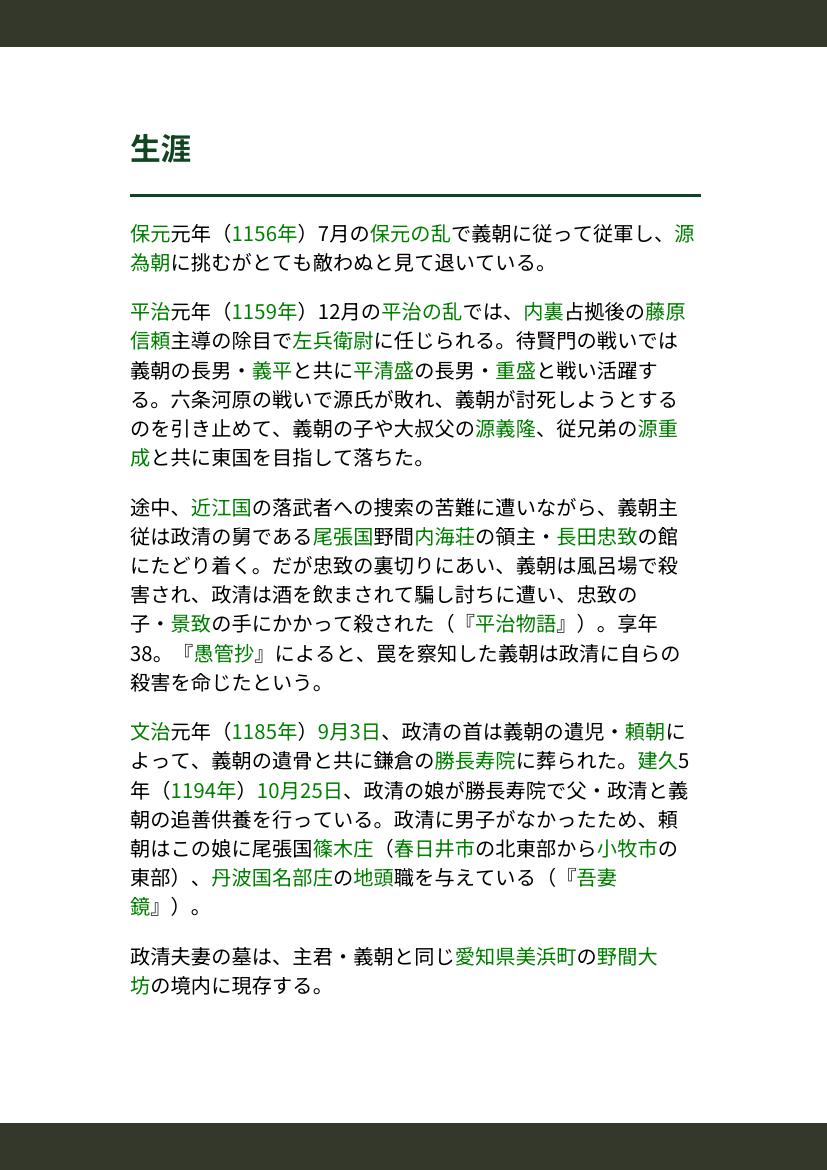 生涯
保元元年（1156年）7月の保元の乱で義朝に従って従軍し、源
為朝に挑むがとても敵わぬと見て退いている。
平治元年（1159年）12月の平治の乱では、内裏占拠後の藤原
信頼主導の除目で左兵衛尉に任じられる。待賢門の戦いでは
義朝の長男・義平と共に平清盛の長男・重盛と戦い活躍す
る。六条河原の戦いで源氏が敗れ、義朝が討死しようとする
のを引き止めて、義朝の子や大叔父の源義隆、従兄弟の源重
成と共に東国を目指して落ちた。
途中、近江国の落武者への捜索の苦難に遭いながら、義朝主
従は政清の舅である尾張国野間内海荘の領主・長田忠致の館
にたどり着く。だが忠致の裏切りにあい、義朝は風呂場で殺
害され、政清は酒を飲まされて騙し討ちに遭い、忠致の
子・景致の手にかかって殺された（『平治物語』）。享年
38。『愚管抄』によると、罠を察知した義朝は政清に自らの
殺害を命じたという。
文治元年（1185年）9月3日、政清の首は義朝の遺児・頼朝に
よって、義朝の遺骨と共に鎌倉の勝長寿院に葬られた。建久5
年（1194年）10月25日、政清の娘が勝長寿院で父・政清と義
朝の追善供養を行っている。政清に男子がなかったため、頼
朝はこの娘に尾張国篠木庄（春日井市の北東部から小牧市の
東部）、丹波国名部庄の地頭職を与えている（『吾妻
鏡』）。
政清夫妻の墓は、主君・義朝と同じ愛知県美浜町の野間大
坊の境内に現存する。